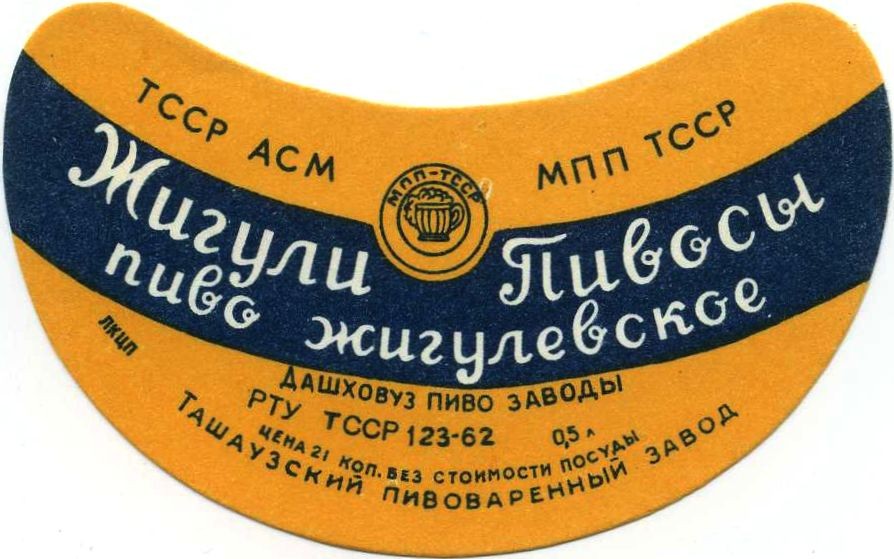 ТССР АСМ
МПП ТССР
МПП-ТССР
Жигули Пивосы
пиво жигулевское
ЛКЦП
ДАШХОВУЗ ПИВО ЗАВОДЫ
РТУ ТССР 123-62 0,5 л
ЦЕНА 21 КОП. БЕЗ СТОИМОСТИ ПОСУДЫ
ТАШАУЗСКИЙ ПИВОВАРЕННЫЙ ЗАВОД